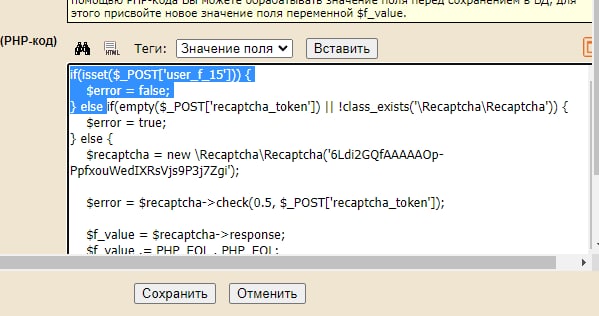 помощью PHP-кода Вы можете обрабатывать значение поля перед сохранением в БД, для
этого присвойте новое значение поля переменной $f_value.
(PHP-код)
HTML
Теги:
Значение поля
Вставить
if(isset($_POST['user_f_15'])) {
$error = false;
} else if(empty($_POST['recaptcha_token']) || !class_exists('\Recaptcha\Recaptcha')) {
$error = true;
} else {
$recaptcha = new \Recaptcha\Recaptcha('6Ldi2GQfAAAAAOp-
PpfxouWedIXRsVjs9P3j7Zgi');
$error = $recaptcha->check(0.5, $_POST['recaptcha_token']);
$f_value = $recaptcha->response;
$f_value .= PHP_EOL . PHP_EOL;
Сохранить
Отменить